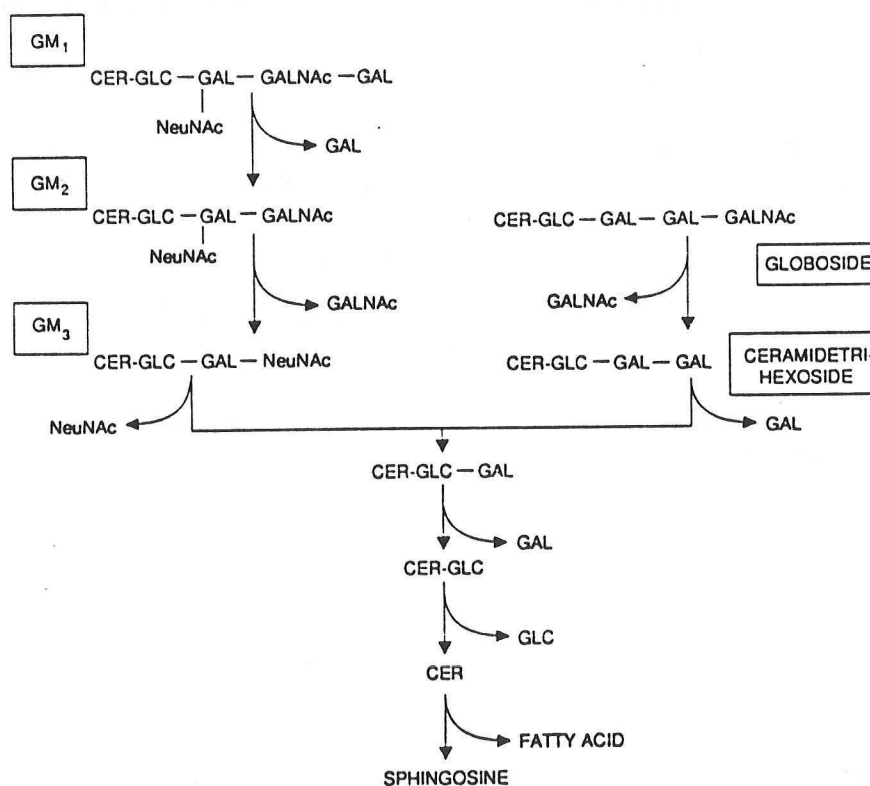 GM1
CER-GLC — GAL — GALNAc — GAL
NeuNAc
GAL
GM2
CER-GLC — GAL — GALNAc
NeuNAc
GALNAc
CER-GLC — GAL — GAL — GALNAc
GLOBOSIDE
GALNAc
GM3
CER-GLC — GAL — NeuNAc
NeuNAc
CER-GLC — GAL — GAL
CERAMIDETRI-
HEXOSIDE
GAL
CER-GLC — GAL
GAL
CER-GLC
GLC
CER
FATTY ACID
SPHINGOSINE